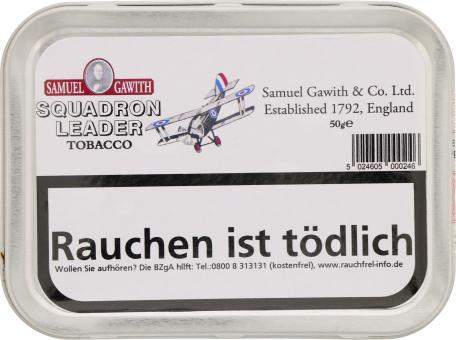 SAMUEL GAWITH
SQUADRON
LEADER
TOBACCO
Samuel Gawith & Co. Ltd.
Established 1792, England
50g℮
5 024605 000246
Rauchen ist tödlich
Wollen Sie aufhören? Die BZgA hilft: Tel.:0800 8 313131 (kostenfrei), www.rauchfrei-info.de